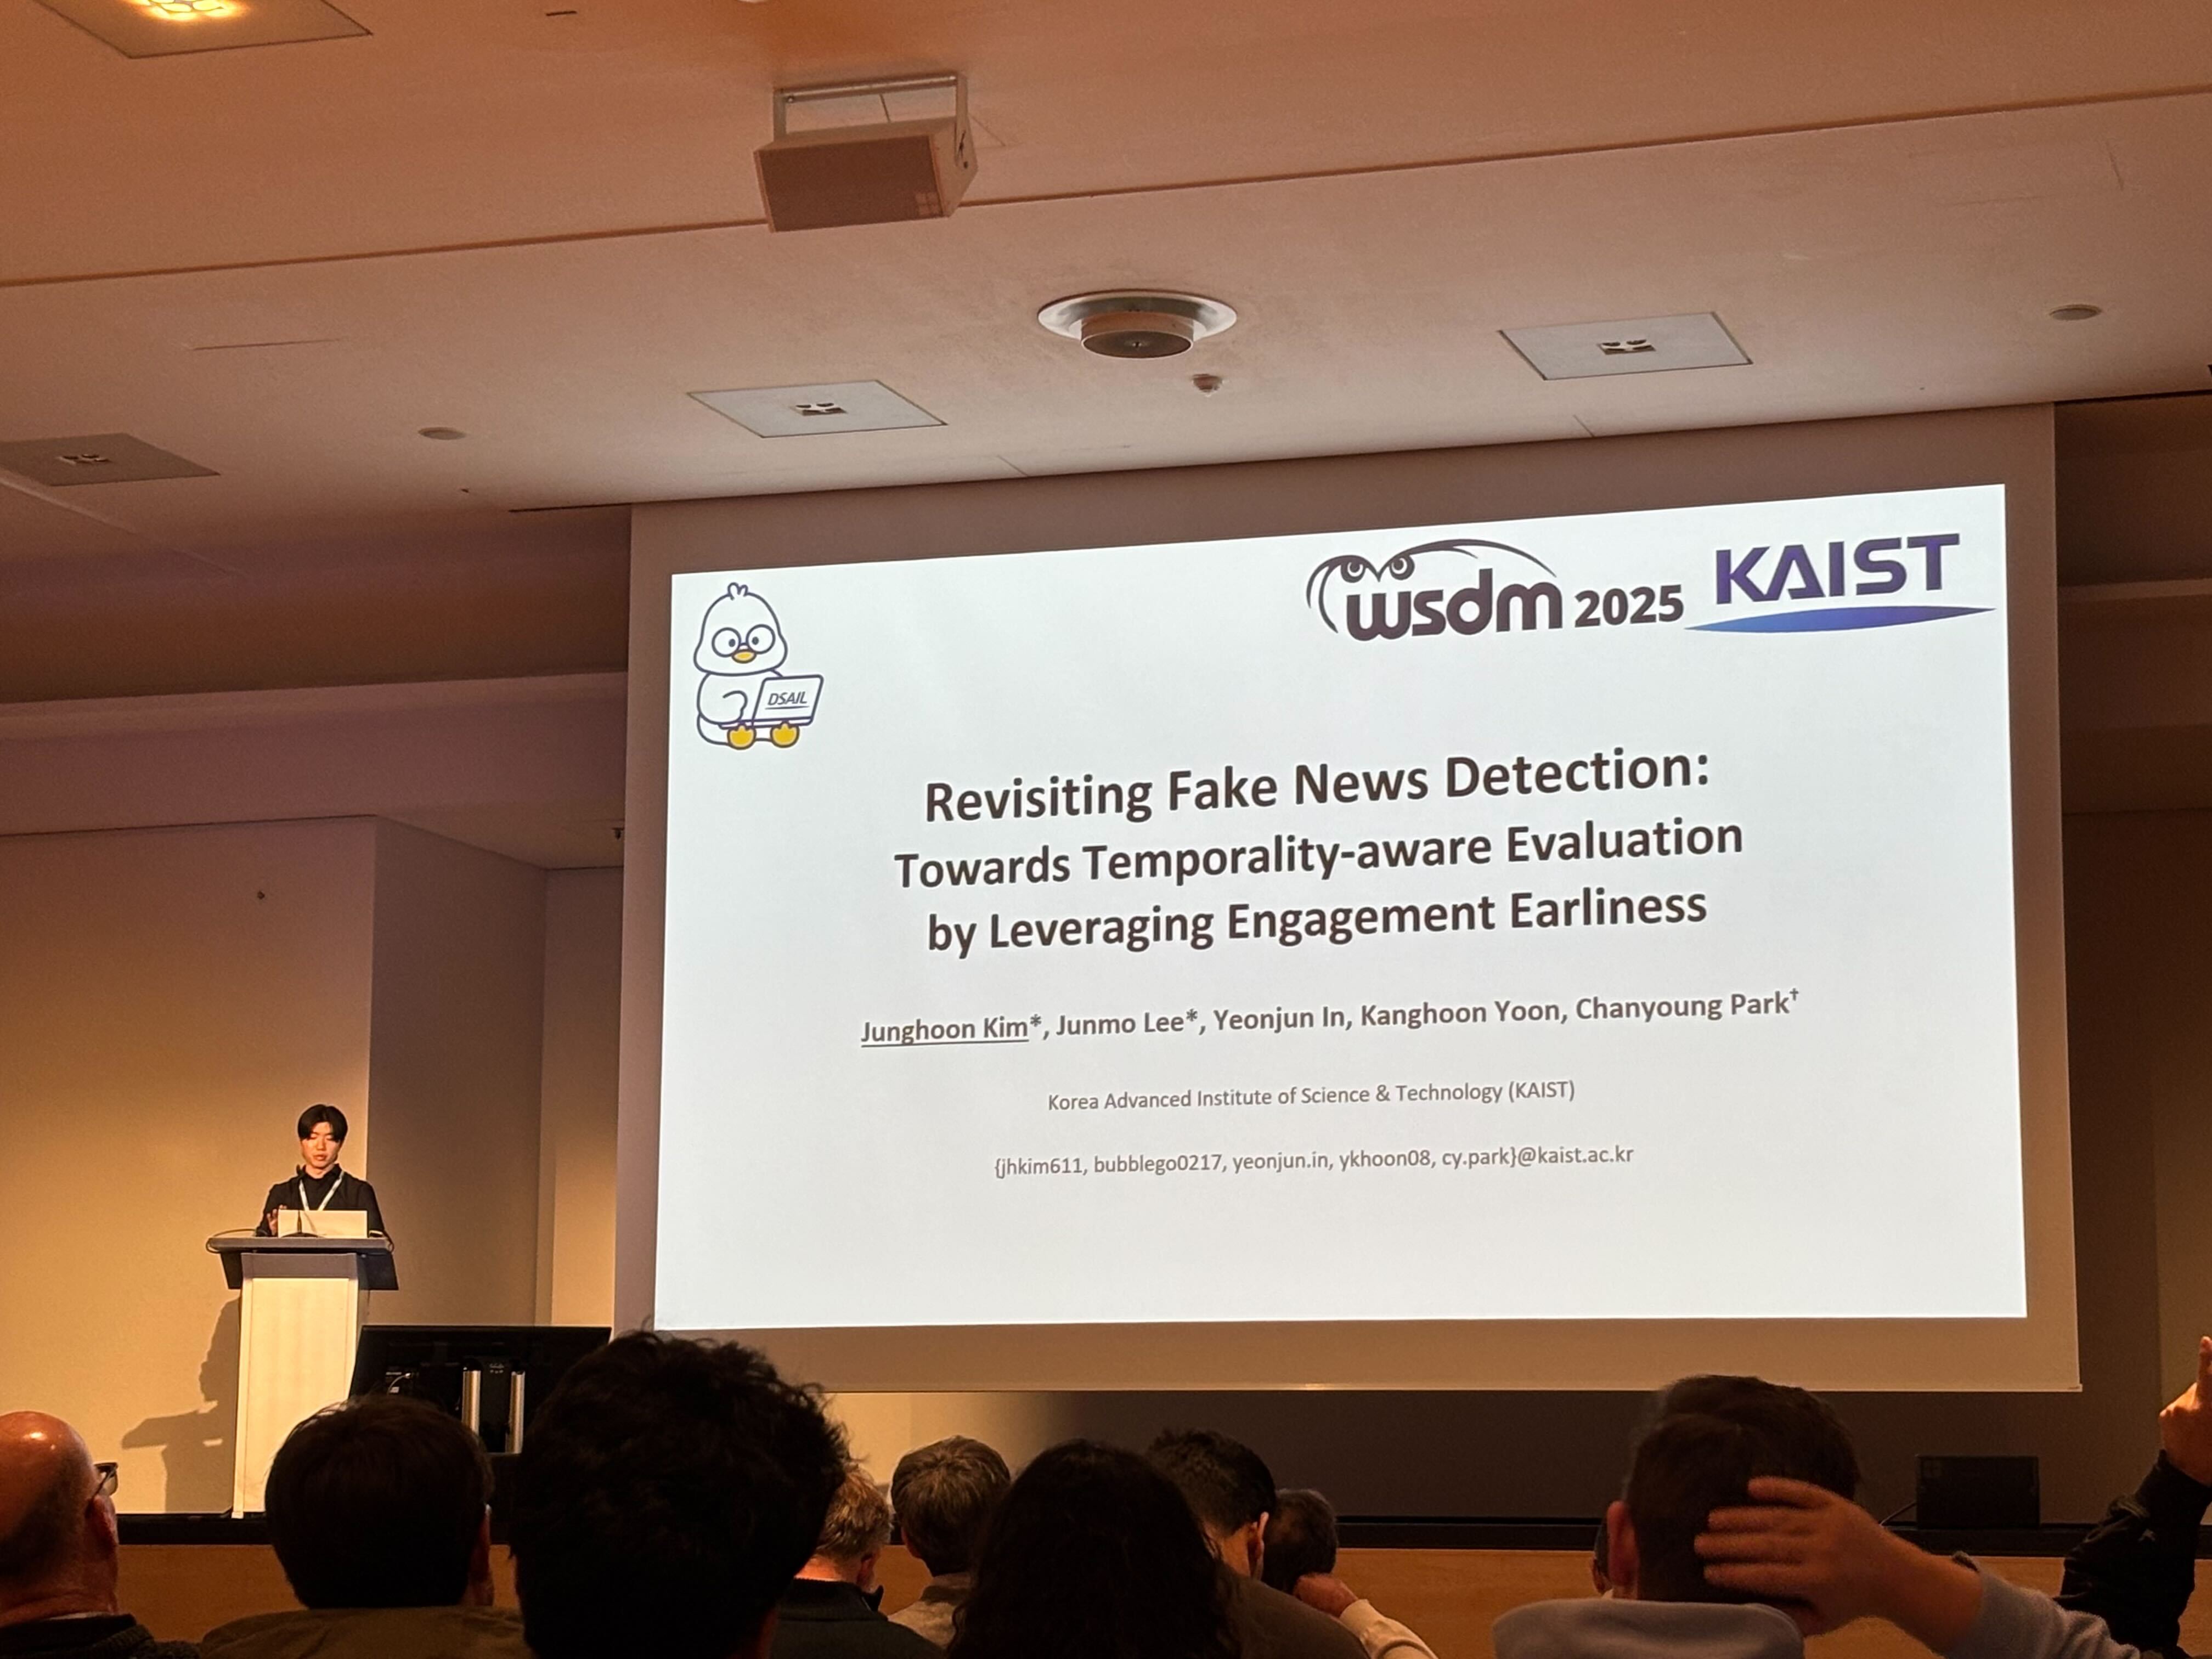 wsdm 2025 KAIST
DSAIL
Revisiting Fake News Detection:
Towards Temporality-aware Evaluation
by Leveraging Engagement Earliness
Junghoon Kim*, Junmo Lee*, Yeonjun In, Kanghoon Yoon, Chanyoung Park†
Korea Advanced Institute of Science & Technology (KAIST)
{jhkim611, bubblego0217, yeonjun.in, ykhoon08, cy.park}@kaist.ac.kr